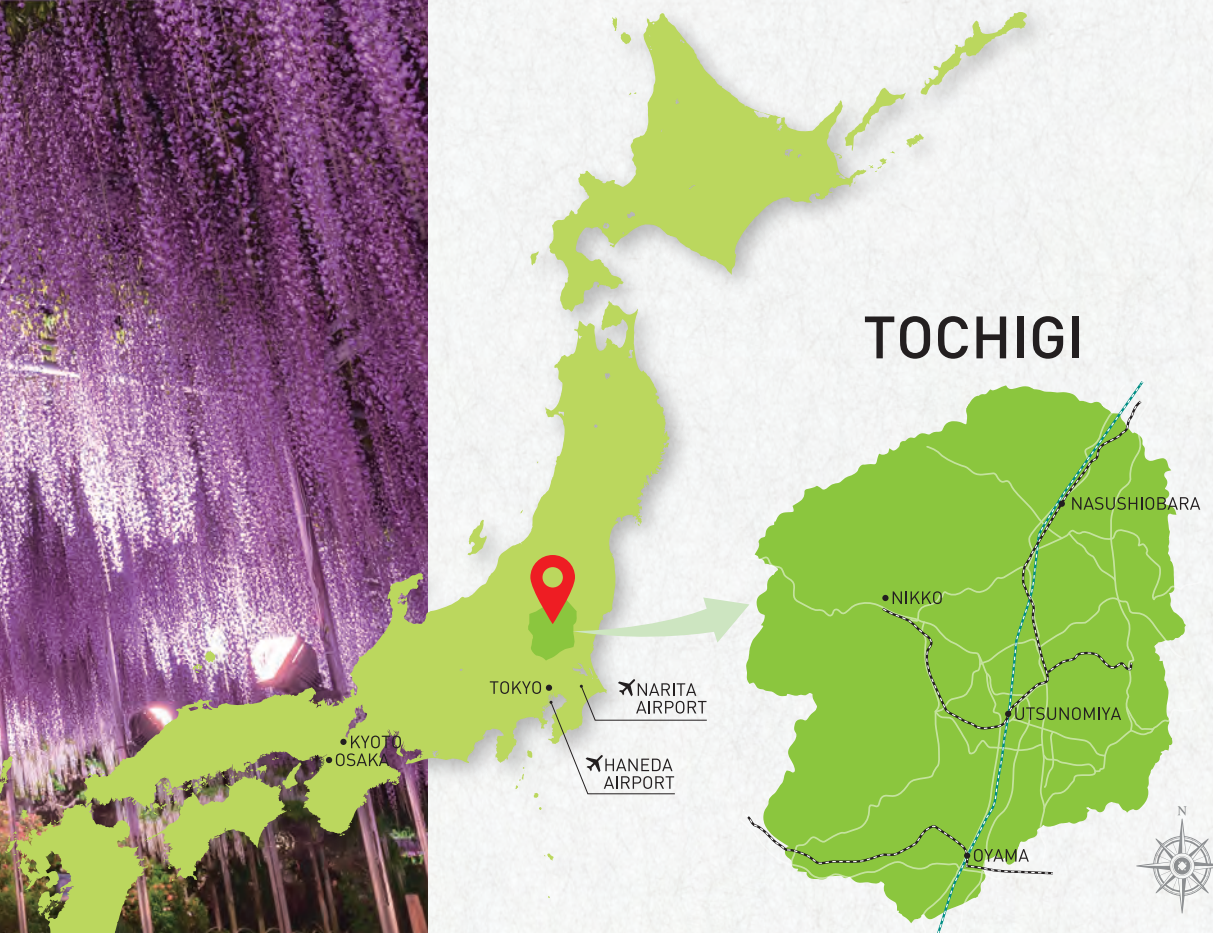 TOCHIGI
NASUSHIOBARA
NIKKO
TOKYO
NARITA
AIRPORT
UTSUNOMIYA
KYOTO
OSAKA
HANEDA
AIRPORT
N
OYAMA